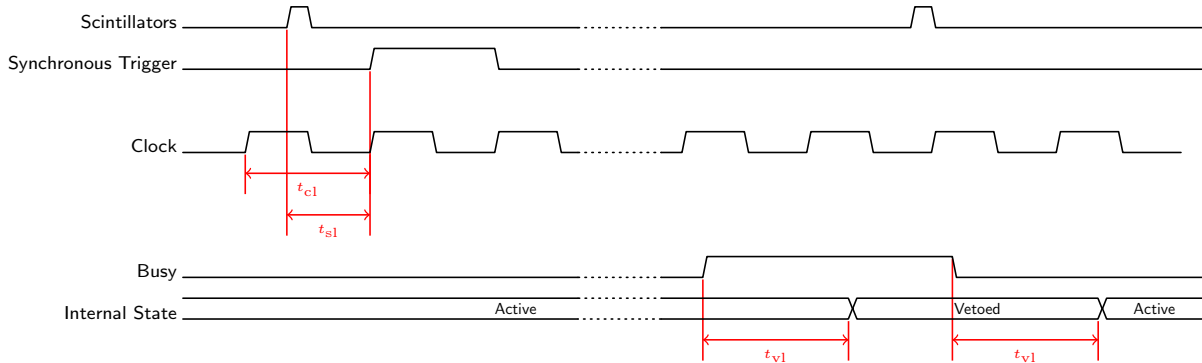 Scintillators
Synchronous Trigger
Clock
t_cl
t_sl
Busy
Internal State
Active
Vetoed
Active
t_vl
t_vl